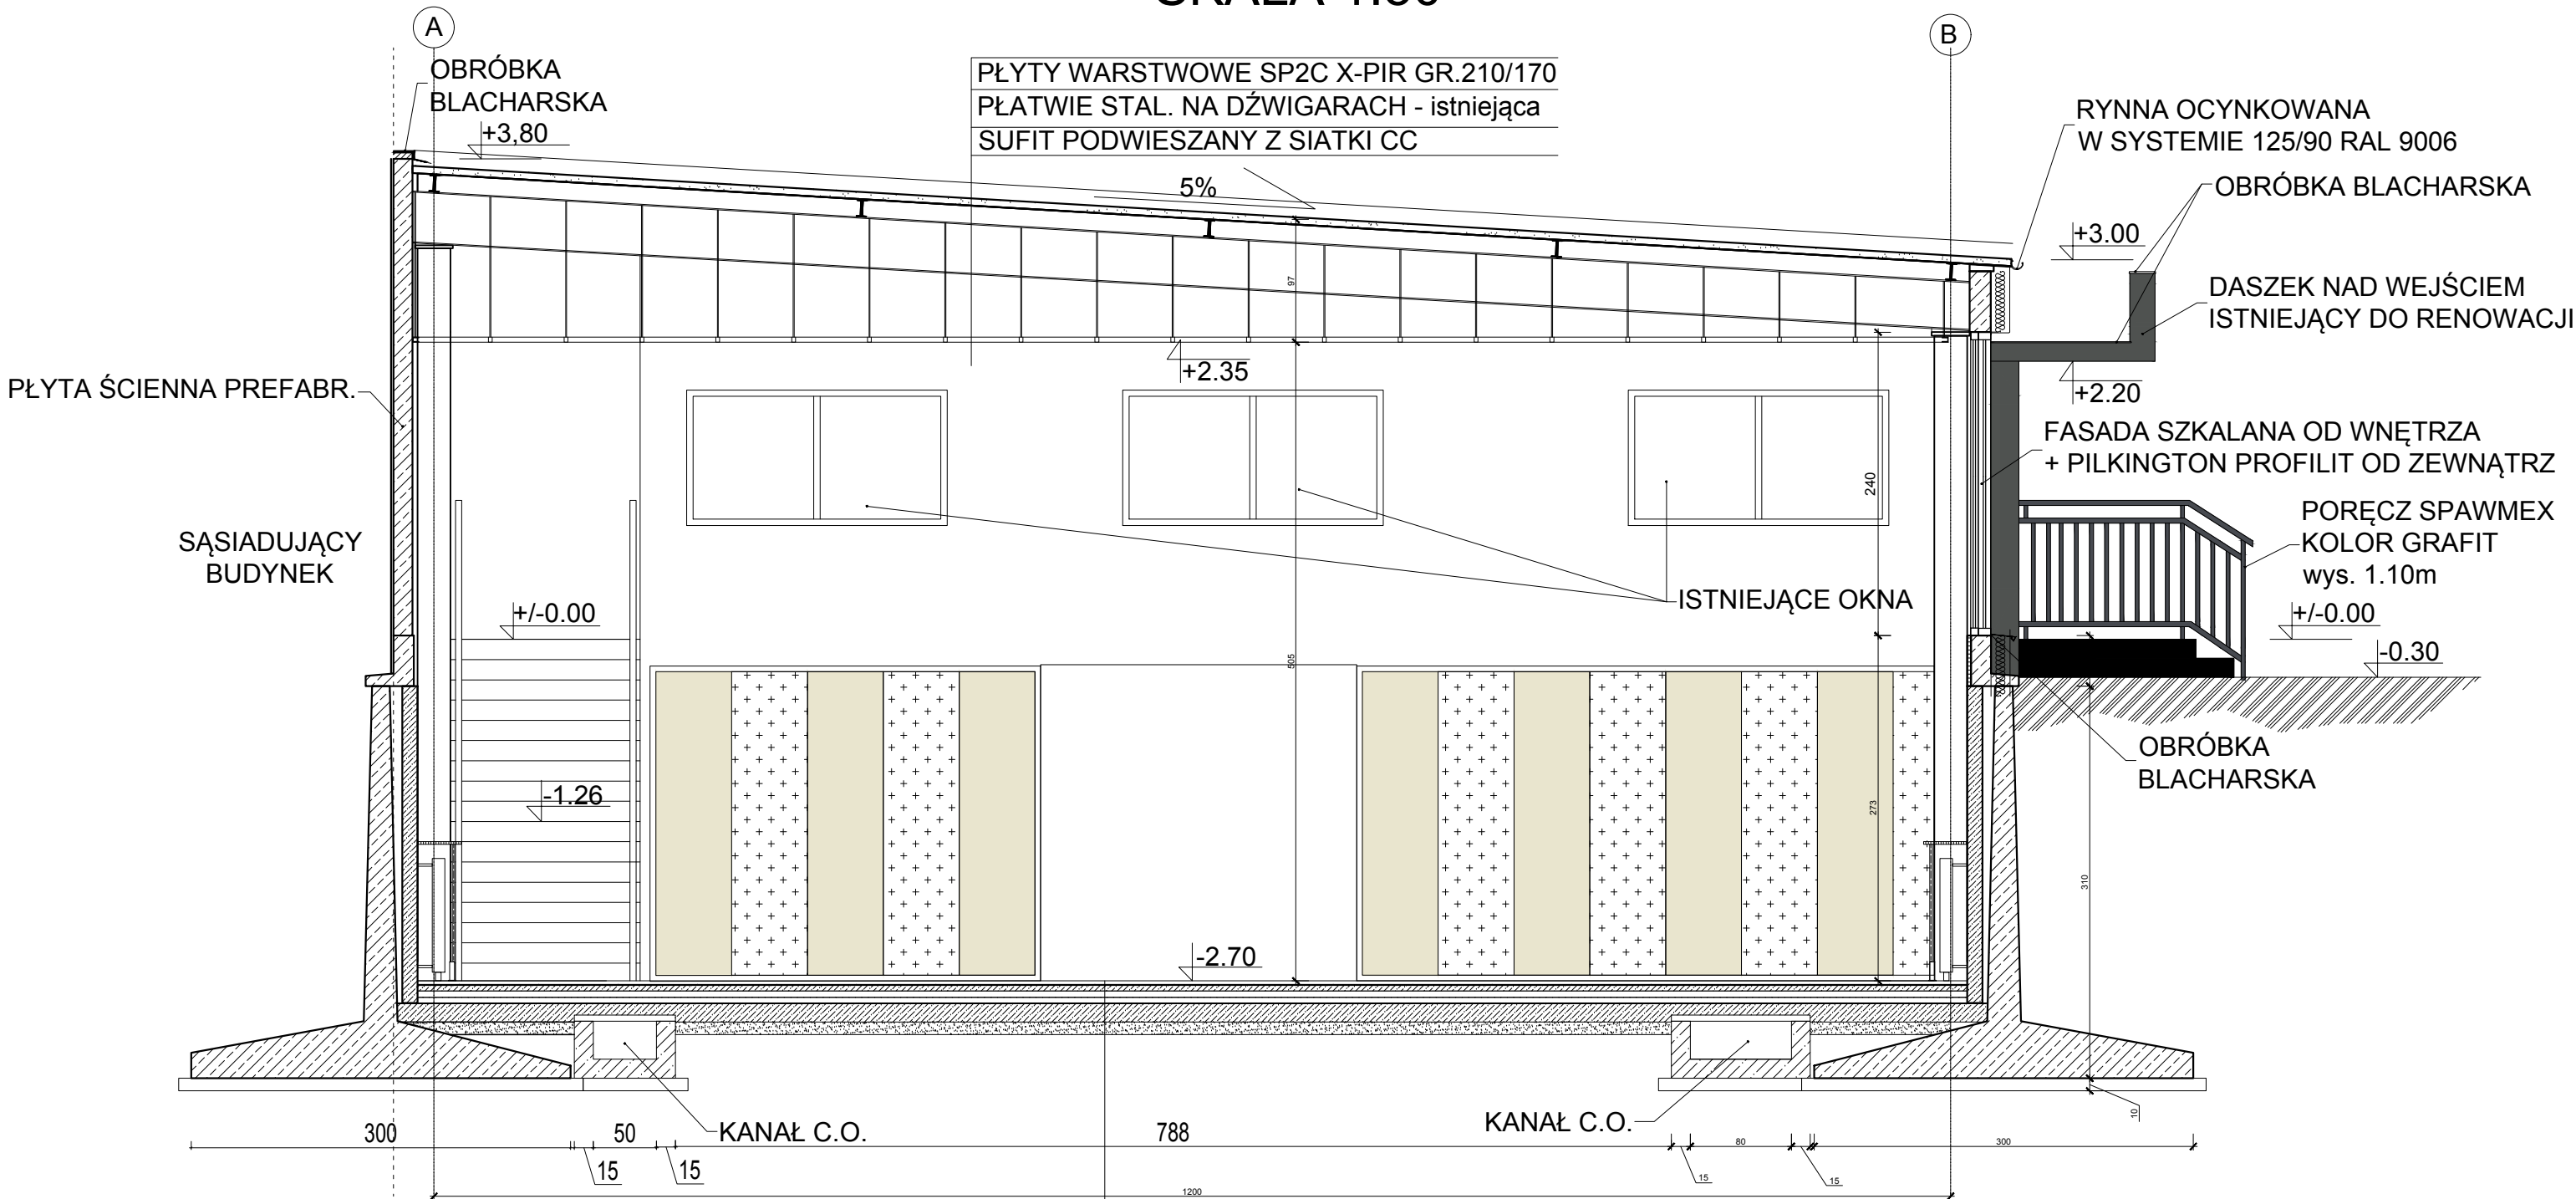 A
B
OBRÓBKA
BLACHARSKA
+3,80
PŁYTY WARSTWOWE SP2C X-PIR GR.210/170
PŁATWIE STAL. NA DŹWIGARACH - istniejąca
SUFIT PODWIESZANY Z SIATKI CC
5%
RYNNA OCYNKOWANA
W SYSTEMIE 125/90 RAL 9006
OBRÓBKA BLACHARSKA
+3.00
DASZEK NAD WEJŚCIEM
ISTNIEJĄCY DO RENOWACJI
97
+2.35
+2.20
PŁYTA ŚCIENNA PREFABR.
FASADA SZKALANA OD WNĘTRZA
+ PILKINGTON PROFILIT OD ZEWNĄTRZ
240
PORĘCZ SPAWMEX
KOLOR GRAFIT
wys. 1.10m
SĄSIADUJĄCY
BUDYNEK
ISTNIEJĄCE OKNA
+/-0.00
+/-0.00
-0.30
505
OBRÓBKA
BLACHARSKA
-1.26
273
310
-2.70
10
KANAŁ C.O.
KANAŁ C.O.
300
50
788
80
300
15
15
15
15
1200